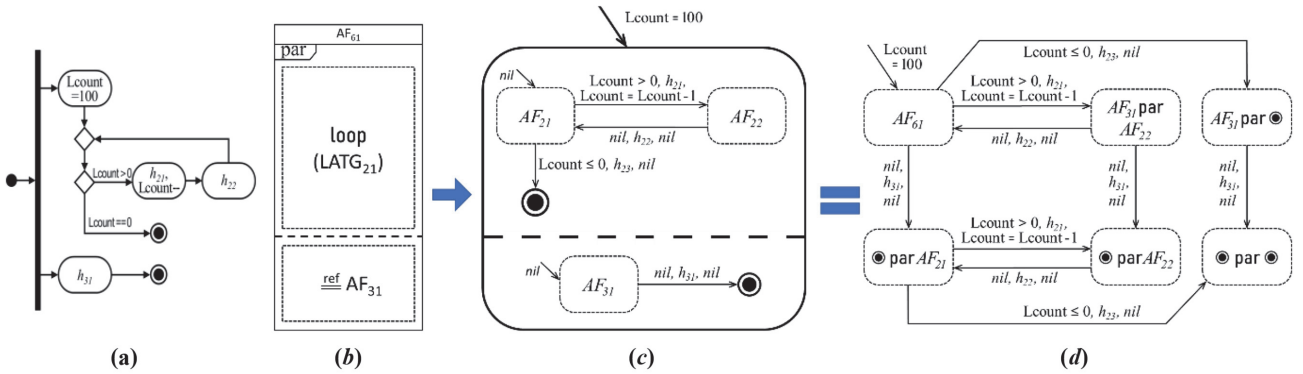 Lcount
=100
Lcount>0
h21,
Lcount--
h22
Lcount==0
h31
(a)
AF61
par
loop
(LATG21)
ref AF31
(b)
Lcount = 100
nil
AF21
Lcount > 0, h21,
Lcount = Lcount-1
nil, h22, nil
AF22
Lcount ≤ 0, h23, nil
nil
AF31
nil, h31, nil
(c)
Lcount
= 100
Lcount ≤ 0, h23, nil
AF61
Lcount > 0, h21,
Lcount = Lcount-1
nil, h22, nil
AF31 par
AF22
AF31 par ◉
nil,
h31,
nil
nil,
h31,
nil
nil,
h31,
nil
◉ par AF21
Lcount > 0, h21,
Lcount = Lcount-1
nil, h22, nil
◉ par AF22
◉ par ◉
Lcount ≤ 0, h23, nil
(d)